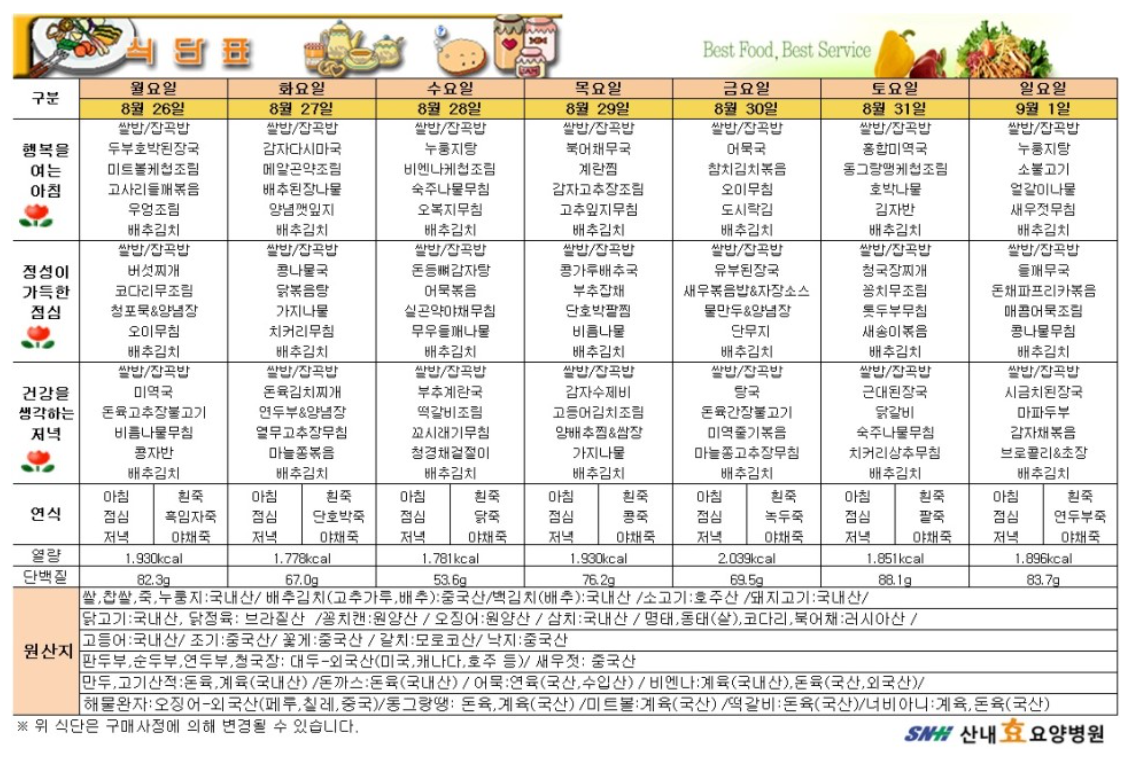 식단표
Best Food, Best Service
구분 월요일 화요일 수요일 목요일 금요일 토요일 일요일
8월 26일 8월 27일 8월 28일 8월 29일 8월 30일 8월 31일 9월 1일
행복을 여는 아침
쌀밥/잡곡밥 쌀밥/잡곡밥 쌀밥/잡곡밥 쌀밥/잡곡밥 쌀밥/잡곡밥 쌀밥/잡곡밥 쌀밥/잡곡밥
두부호박된장국 감자다시마국 누룽지탕 북어채무국 어묵국 홍합미역국 누룽지탕
미트볼케첩조림 메알곤약조림 비엔나케첩조림 계란찜 참치김치볶음 동그랑땡케첩조림 소불고기
고사리들깨볶음 배추된장나물 숙주나물무침 감자고추장조림 오이무침 호박나물 얼갈이나물
우엉조림 양념깻잎지 오복지무침 고추잎지무침 도시락김 김자반 새우젓무침
배추김치 배추김치 배추김치 배추김치 배추김치 배추김치 배추김치
정성이 가득한 점심
쌀밥/잡곡밥 쌀밥/잡곡밥 쌀밥/잡곡밥 쌀밥/잡곡밥 쌀밥/잡곡밥 쌀밥/잡곡밥 쌀밥/잡곡밥
버섯찌개 콩나물국 돈등뼈감자탕 콩가루배추국 유부된장국 청국장찌개 들깨무국
코다리무조림 닭볶음탕 어묵볶음 부추잡채 새우볶음밥&자장소스 꽁치무조림 돈채파프리카볶음
청포묵&양념장 가지나물 실곤약야채무침 단호박팥찜 물만두&양념장 톳두부무침 매콤어묵조림
오이무침 치커리무침 무우들깨나물 비름나물 단무지 새송이볶음 콩나물무침
배추김치 배추김치 배추김치 배추김치 배추김치 배추김치 배추김치
건강을 생각하는 저녁
쌀밥/잡곡밥 쌀밥/잡곡밥 쌀밥/잡곡밥 쌀밥/잡곡밥 쌀밥/잡곡밥 쌀밥/잡곡밥 쌀밥/잡곡밥
미역국 돈육김치찌개 부추계란국 감자수제비 탕국 근대된장국 시금치된장국
돈육고추장불고기 연두부&양념장 떡갈비조림 고등어김치조림 돈육간장불고기 닭갈비 마파두부
비름나물무침 열무고추장무침 꼬시래기무침 양배추찜&쌈장 미역줄기볶음 숙주나물무침 감자채볶음
콩자반 마늘쫑볶음 청경채겉절이 가지나물 마늘쫑고추장무침 치커리상추무침 브로콜리&초장
배추김치 배추김치 배추김치 배추김치 배추김치 배추김치 배추김치
연식
아침 흰죽 아침 흰죽 아침 흰죽 아침 흰죽 아침 흰죽 아침 흰죽 아침 흰죽
점심 흑임자죽 점심 단호박죽 점심 닭죽 점심 콩죽 점심 녹두죽 점심 팥죽 점심 연두부죽
저녁 야채죽 저녁 야채죽 저녁 야채죽 저녁 야채죽 저녁 야채죽 저녁 야채죽 저녁 야채죽
열량 1.930kcal 1.778kcal 1.781kcal 1.930kcal 2.039kcal 1.851kcal 1.896kcal
단백질 82.3g 67.0g 53.6g 76.2g 69.5g 88.1g 83.7g
원산지
쌀,찹쌀,죽,누룽지:국내산/ 배추김치(고추가루,배추):중국산/백김치(배추):국내산 /소고기:호주산 /돼지고기:국내산/
닭고기:국내산, 닭정육: 브라질산 /꽁치캔:원양산 / 오징어:원양산 / 삼치:국내산 / 명태,동태(살),코다리,북어채:러시아산 /
고등어:국내산/ 조기:중국산/ 꽃게:중국산 / 갈치:모로코산/ 낙지:중국산
판두부,순두부,연두부,청국장: 대두-외국산(미국,캐나다,호주 등)/ 새우젓: 중국산
만두,고기산적:돈육,계육(국내산) /돈까스:돈육(국내산) / 어묵:연육(국산,수입산) / 비엔나:계육(국내산),돈육(국산,외국산)/
해물완자:오징어-외국산(페루,칠레,중국)/동그랑땡: 돈육,계육(국산) /미트볼:계육(국산) /떡갈비:돈육(국산)/너비아니:계육,돈육(국산)
※ 위 식단은 구매사정에 의해 변경될 수 있습니다.
SNH 산내효요양병원